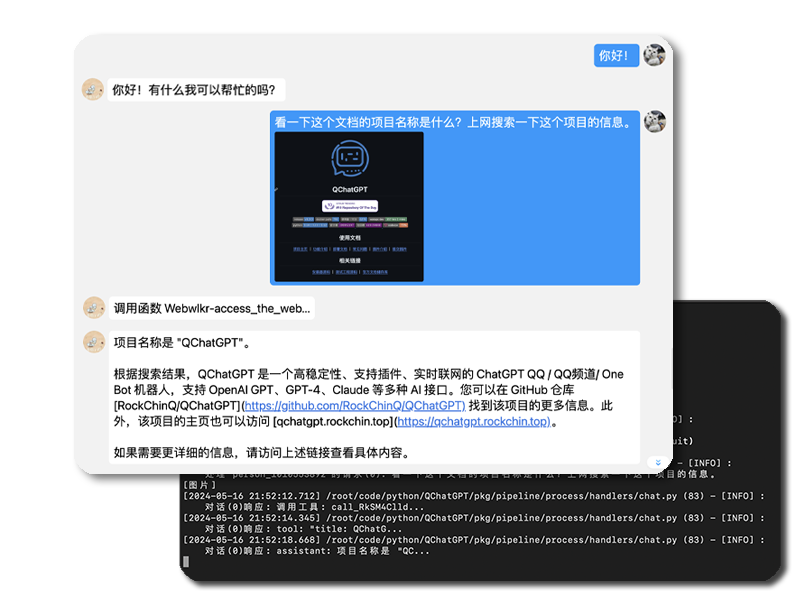 你好！
你好！有什么我可以帮忙的吗？
看一下这个文档的项目名称是什么？上网搜索一下这个项目的信息。
QChatGPT
使用文档
相关链接
调用函数 Webwlkr-access_the_web...
项目名称是 "QChatGPT"。
根据搜索结果，QChatGPT 是一个高稳定性、支持插件、实时联网的 ChatGPT QQ / QQ频道/ One
Bot 机器人，支持 OpenAI GPT、GPT-4、Claude 等多种 AI 接口。您可以在 GitHub 仓库
[RockChinQ/QChatGPT](https://github.com/RockChinQ/QChatGPT) 找到该项目的更多信息。此
外，该项目的主页也可以访问 [qchatgpt.rockchin.top](https://qchatgpt.rockchin.top)。
如果需要更详细的信息，请访问上述链接查看具体内容。
O] :
uit)
- [INFO] :
[图片]
[2024-05-16 21:52:12.712] /root/code/python/QChatGPT/pkg/pipeline/process/handlers/chat.py (83) - [INFO] :
对话(0)响应: 调用工具: call_RkSM4Clld...
[2024-05-16 21:52:14.345] /root/code/python/QChatGPT/pkg/pipeline/process/handlers/chat.py (83) - [INFO] :
对话(0)响应: tool: "title: QChatG...
[2024-05-16 21:52:18.668] /root/code/python/QChatGPT/pkg/pipeline/process/handlers/chat.py (83) - [INFO] :
对话(0)响应: assistant: 项目名称是 "QC...